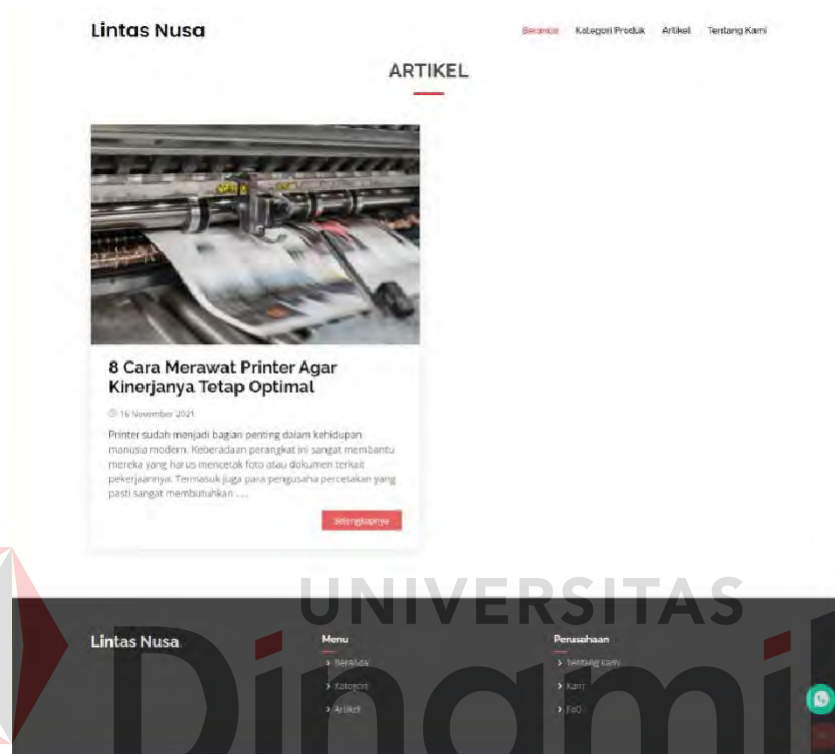 Lintas Nusa
Beranda Kategori Produk Artikel Tentang Kami
ARTIKEL
8 Cara Merawat Printer Agar
Kinerjanya Tetap Optimal
16 November 2021
Printer sudah menjadi bagian penting dalam kehidupan
manusia modern. Keberadaan perangkat ini sangat membantu
mereka yang harus mencetak foto atau dokumen terkait
pekerjaannya. Termasuk juga para pengusaha percetakan yang
pasti sangat membutuhkan .....
Selengkapnya
UNIVERSITAS
Dinamik
Lintas Nusa
Menu
Beranda
Kategori
Artikel
Perusahaan
Tentang Kami
Karir
FaQ